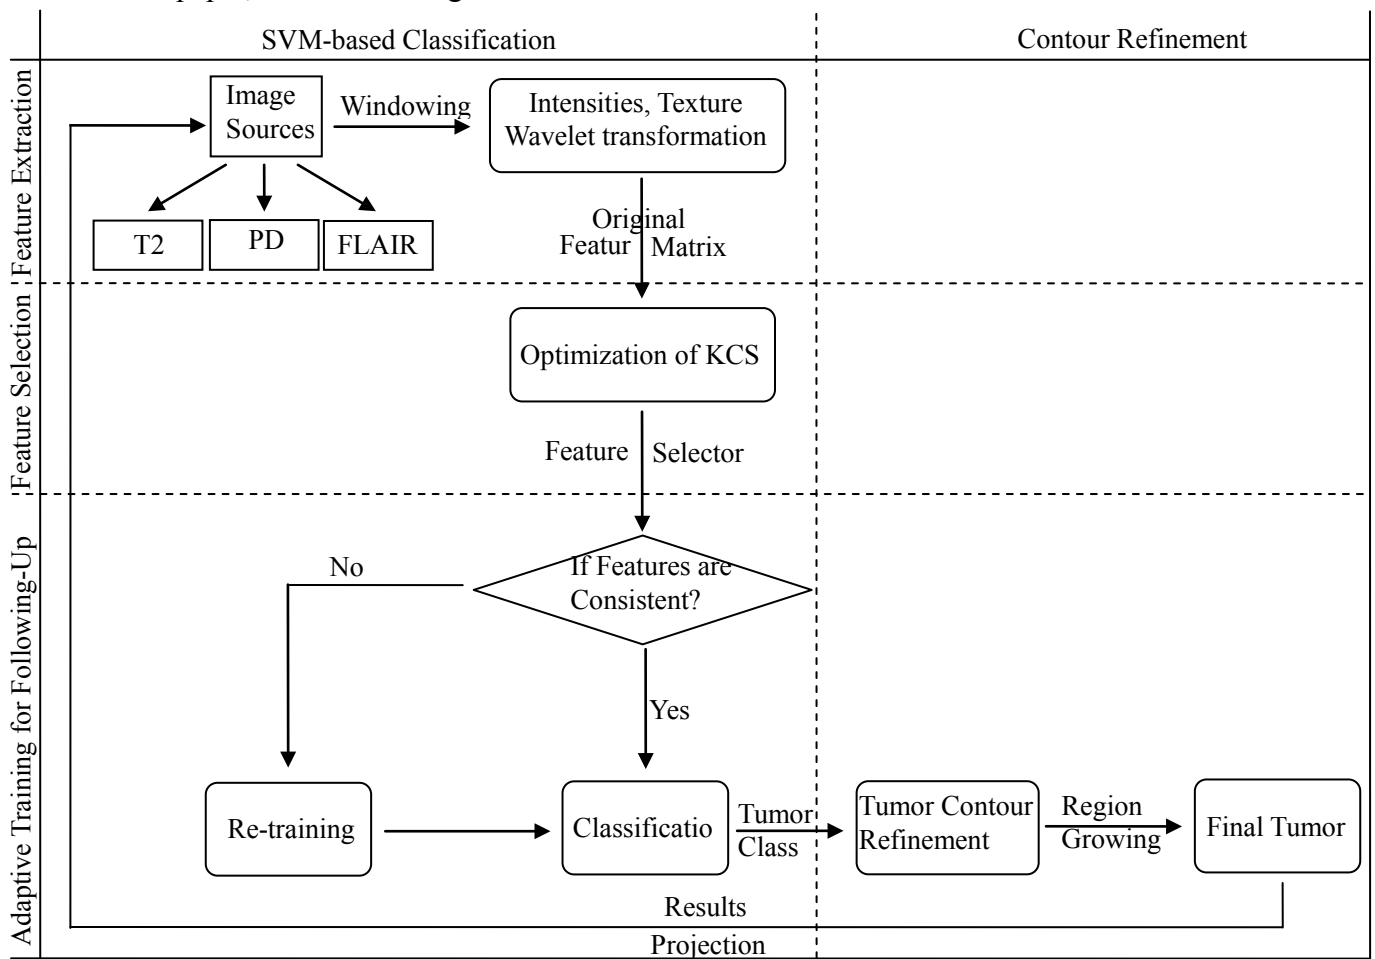 SVM-based Classification
Contour Refinement
Feature Extraction
Image
Sources
Windowing
Intensities, Texture
Wavelet transformation
T2
PD
FLAIR
Original
Featur Matrix
Feature Selection
Optimization of KCS
Feature Selector
Adaptive Training for Following-Up
If Features are
Consistent?
No
Yes
Re-training
Classificatio
Tumor
Class
Tumor Contour
Refinement
Region
Growing
Final Tumor
Results
Projection